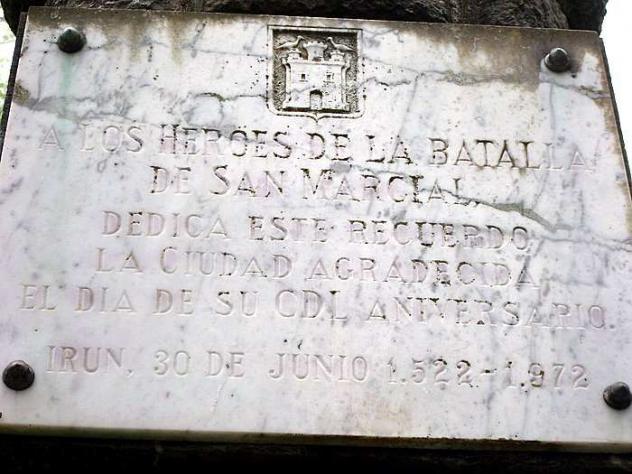 A LOS HEROES DE LA BATALLA
DE SAN MARCIAL
DEDICA ESTE RECUERDO
LA CIUDAD AGRADECIDA
EL DIA DE SU CDL ANIVERSARIO.
IRUN, 30 DE JUNIO 1.522-1.972